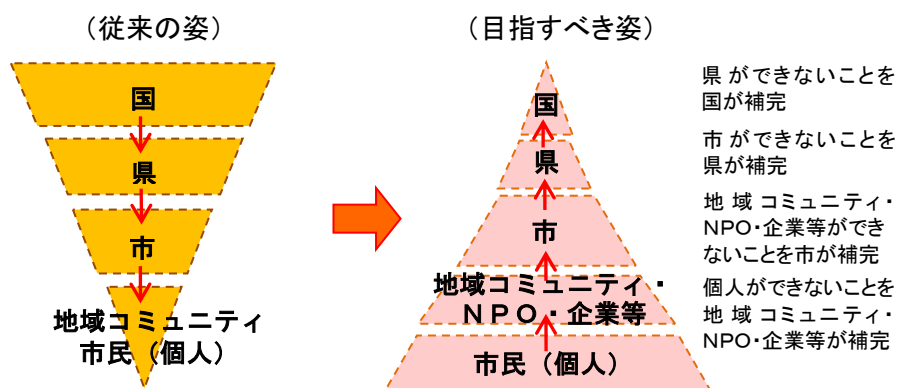 （従来の姿）
国
県
市
地域コミュニティ
市民（個人）
（目指すべき姿）
国
県
市
地域コミュニティ・
ＮＰＯ・企業等
市民（個人）
県ができないことを
国が補完
市ができないことを
県が補完
地域コミュニティ・
NPO・企業等ができ
ないことを市が補完
個人ができないことを
地域コミュニティ・
NPO・企業等が補完